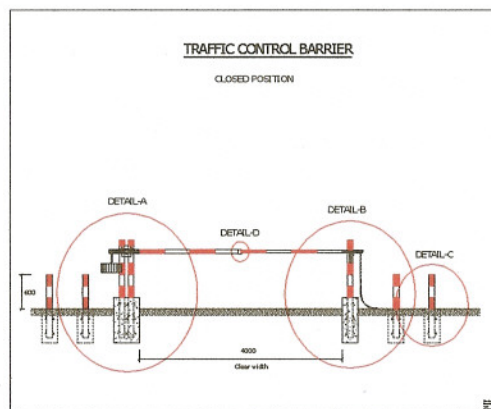 TRAFFIC CONTROL BARRIER
CLOSED POSITION
DETAIL-A
DETAIL-D
DETAIL-B
DETAIL-C
600
4000
Clear width